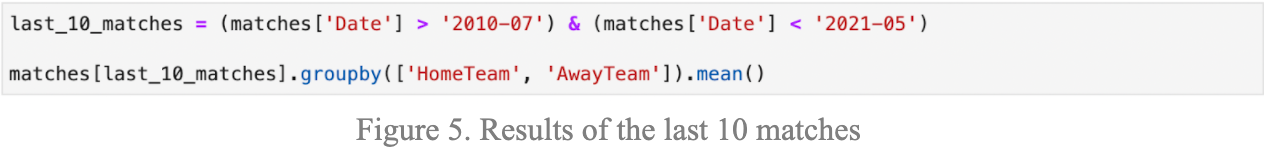 last_10_matches = (matches['Date'] > '2010-07') & (matches['Date'] < '2021-05')
matches[last_10_matches].groupby(['HomeTeam', 'AwayTeam']).mean()
Figure 5. Results of the last 10 matches